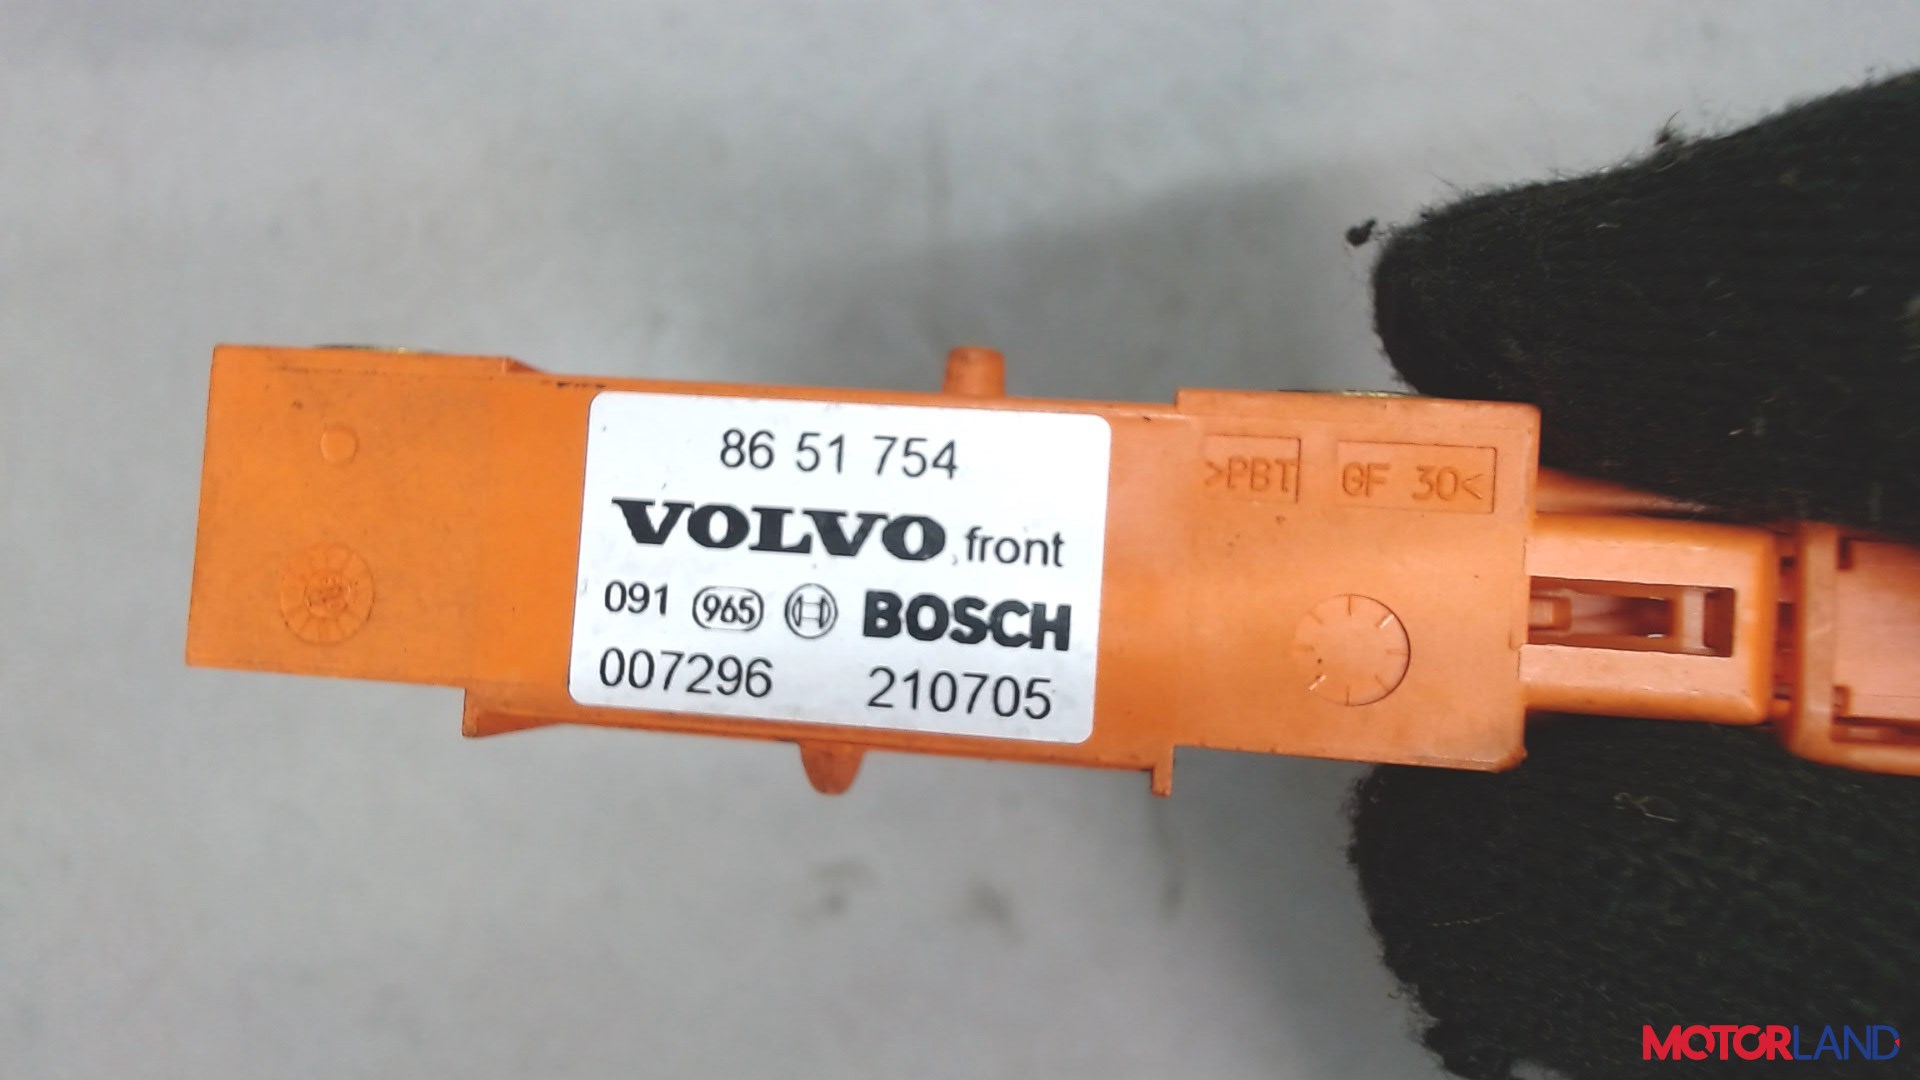 86 51 754
VOLVO front
091 965 BOSCH
007296 210705
>PBT GF 30<
MOTORLAND